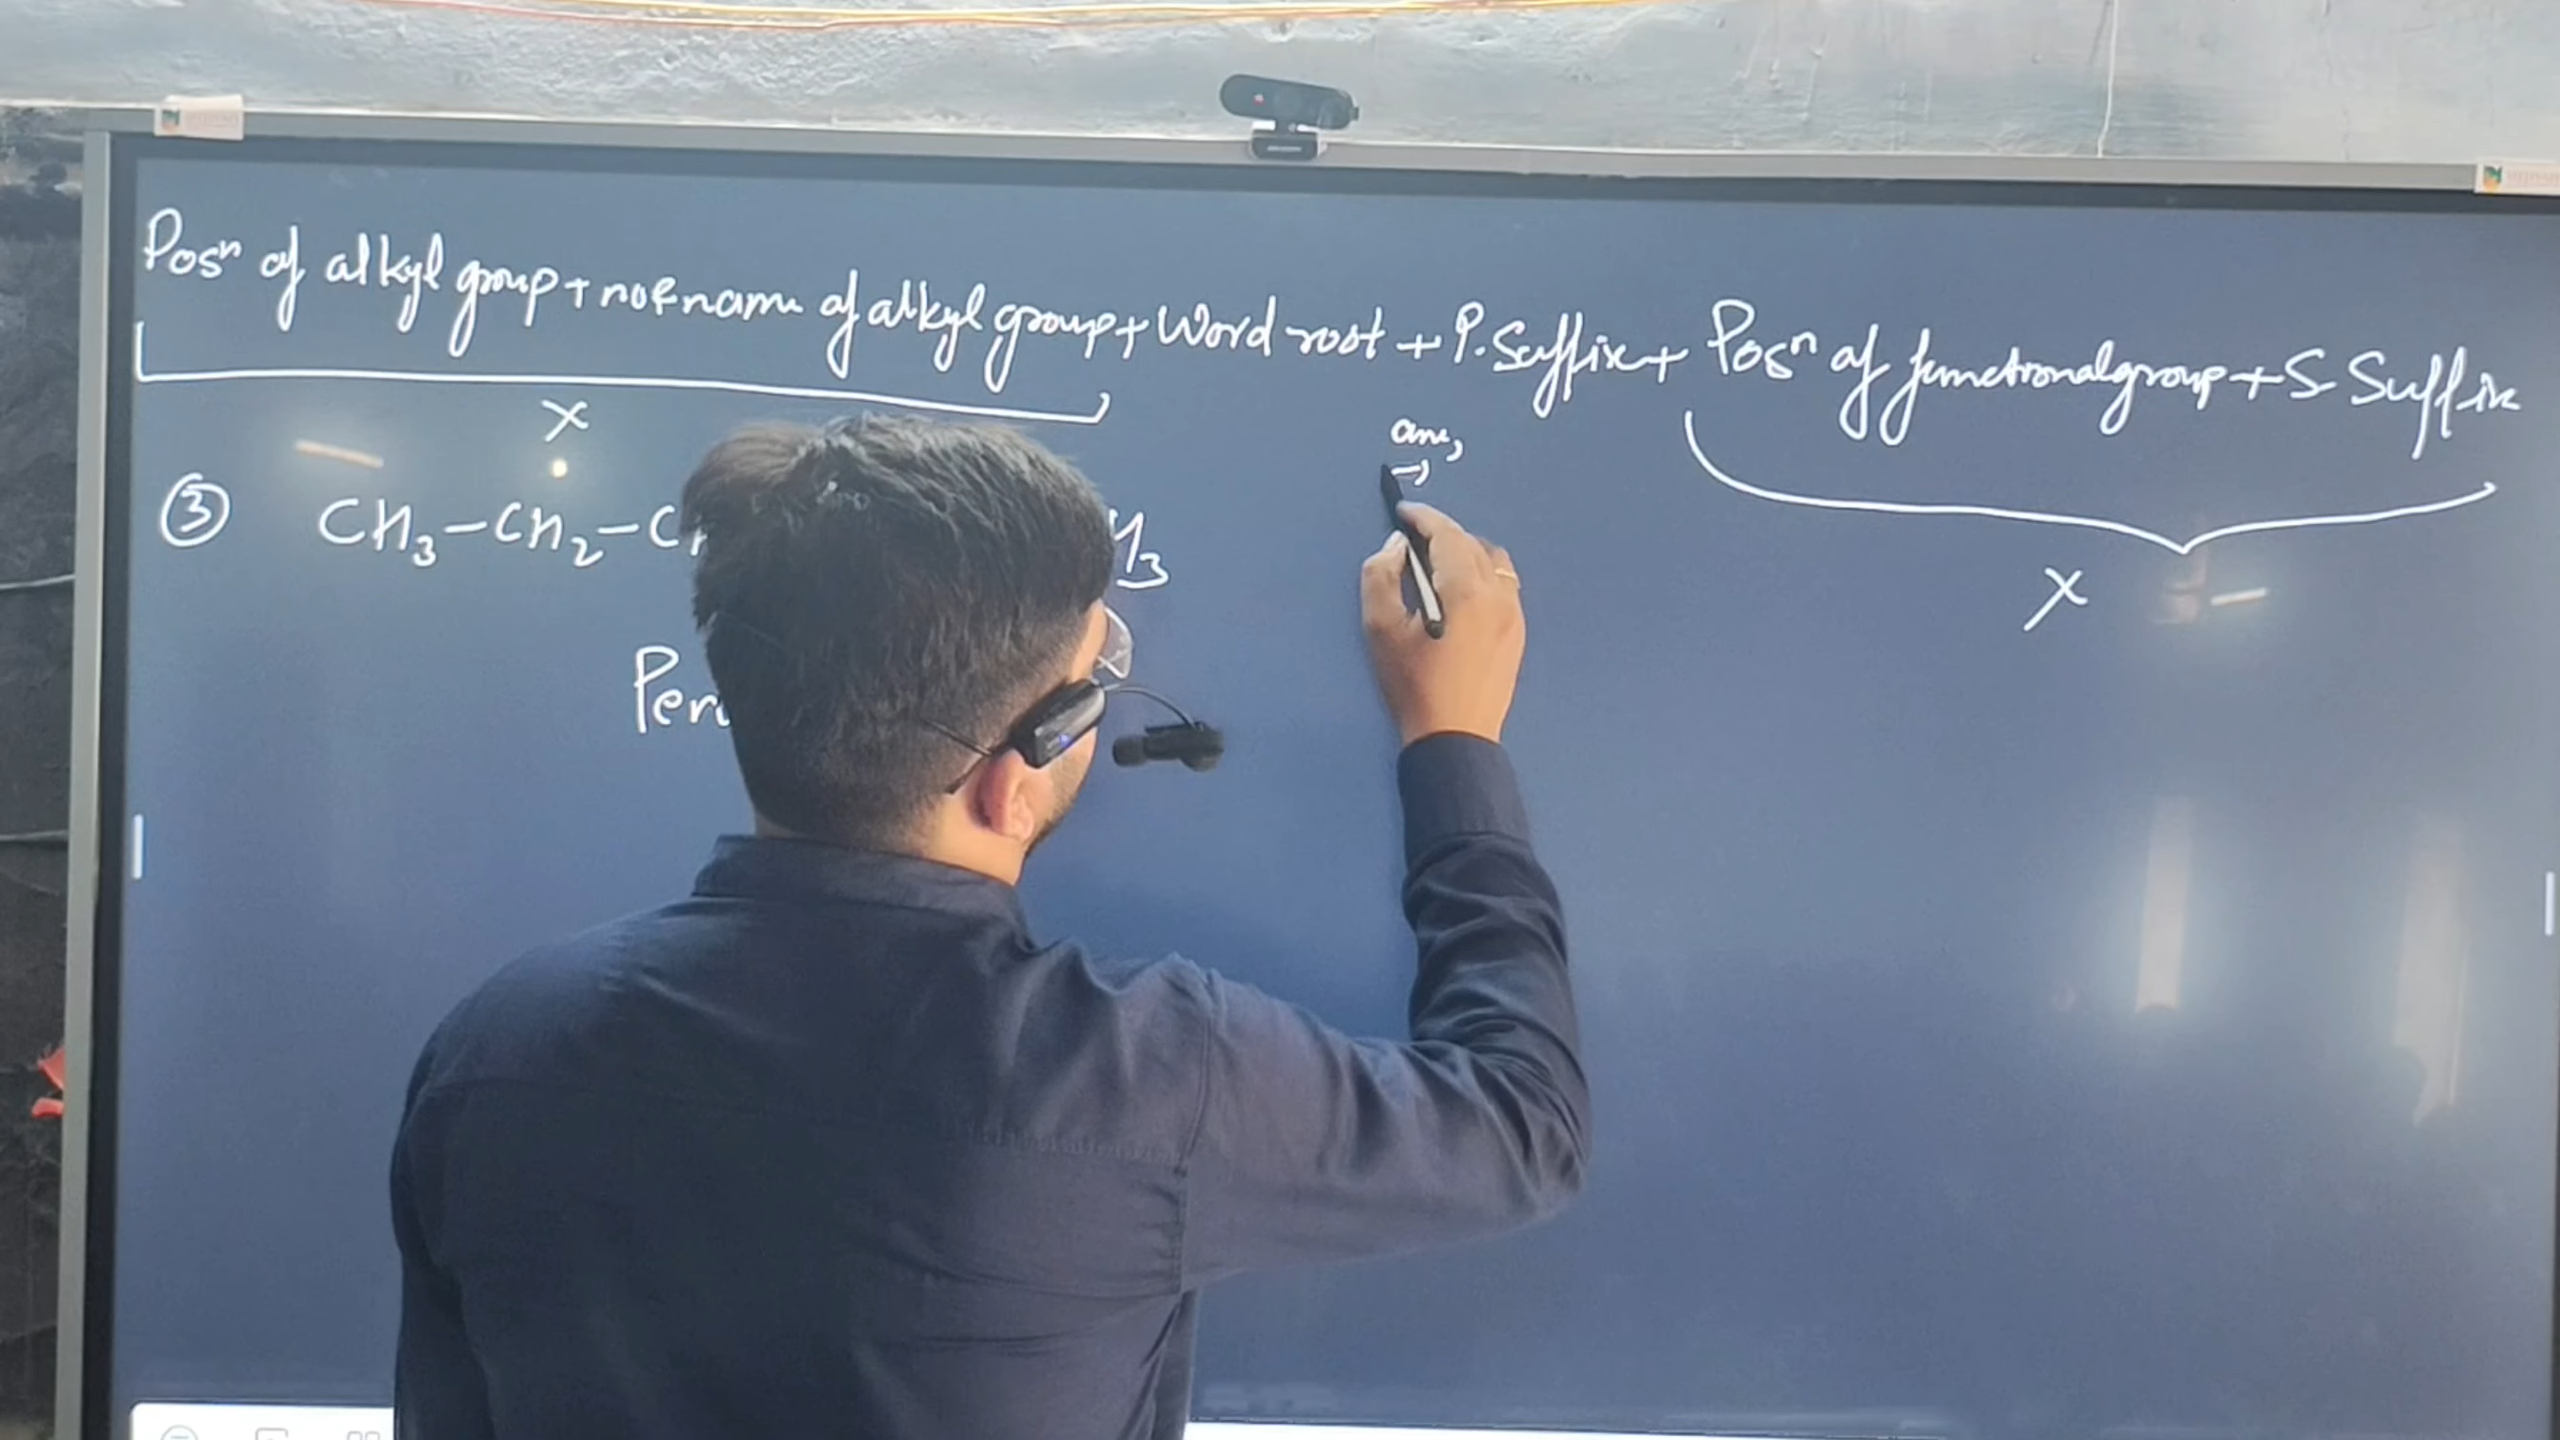 Posⁿ of alkyl group + no & name of alkyl group + Word root + P. Suffix + Posⁿ of functional group + S Suffix
X
ane,
X
③ CH₃-CH₂-C
Pen